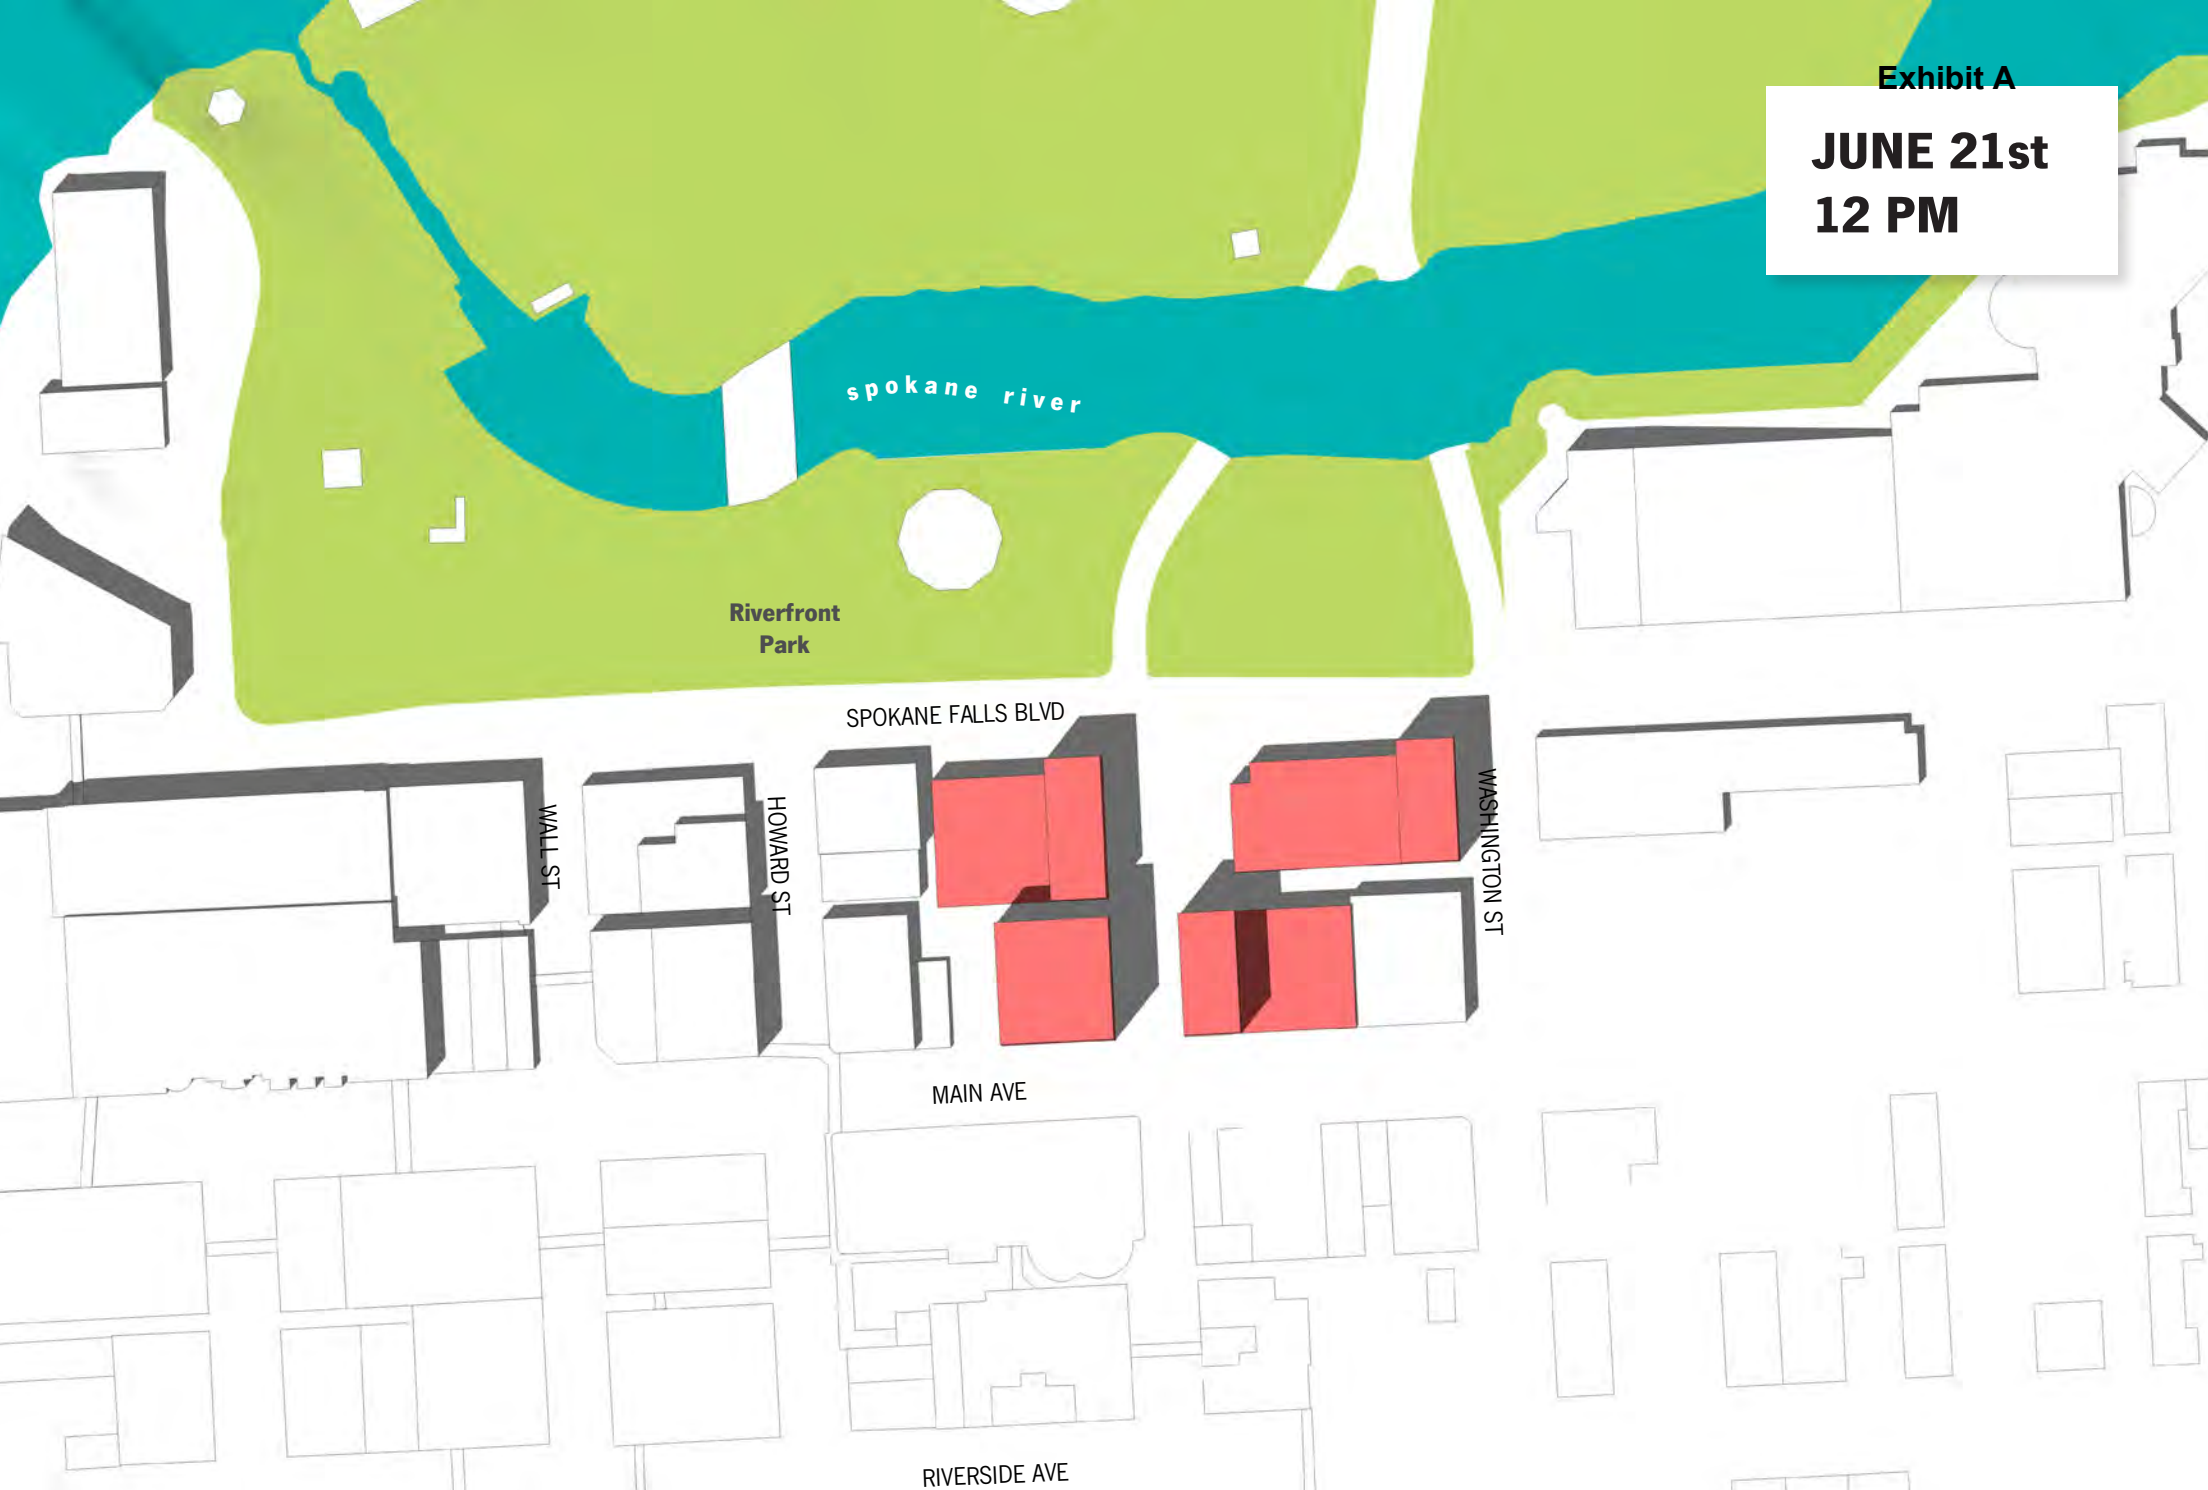 Exhibit A
JUNE 21st
12 PM
spokane river
Riverfront
Park
SPOKANE FALLS BLVD
WALL ST
HOWARD ST
WASHINGTON ST
MAIN AVE
RIVERSIDE AVE